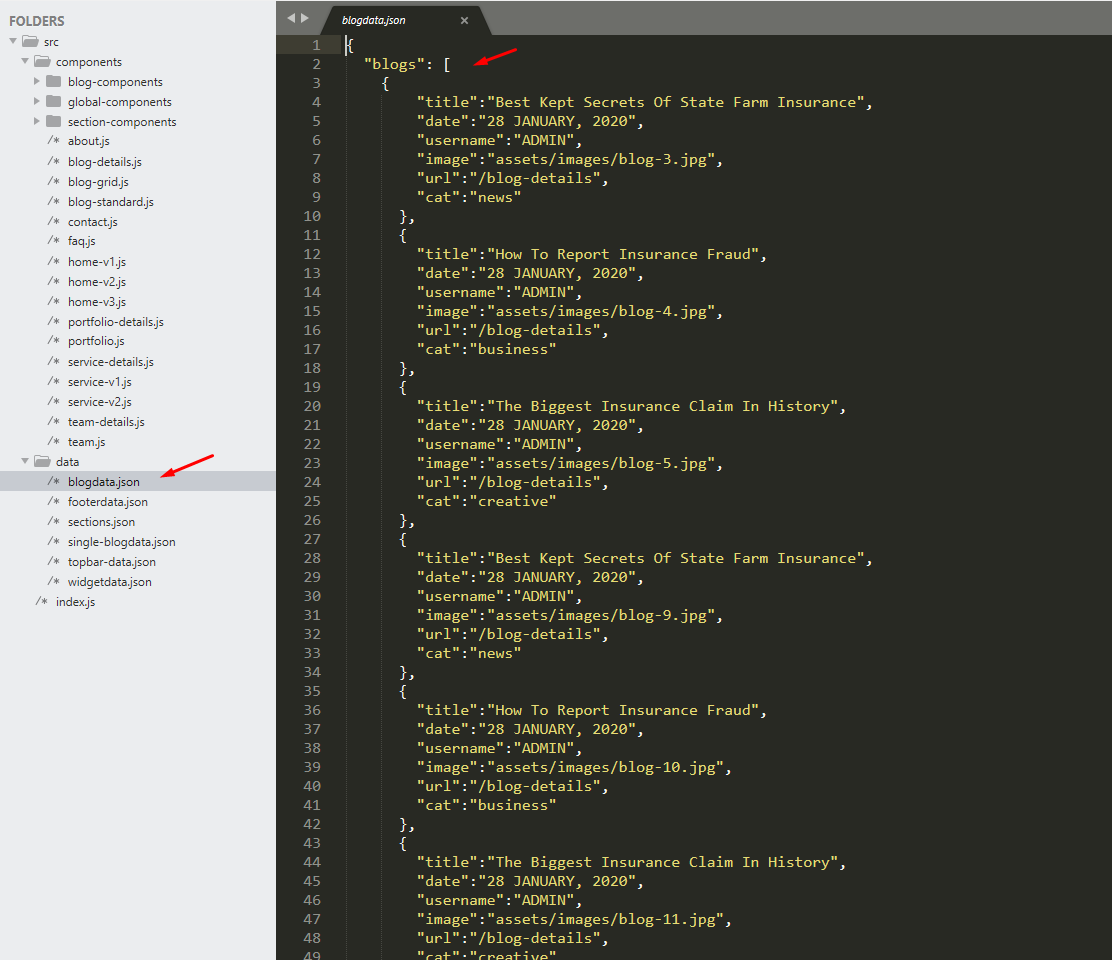 FOLDERS
src
components
blog-components
global-components
section-components
/* about.js
/* blog-details.js
/* blog-grid.js
/* blog-standard.js
/* contact.js
/* faq.js
/* home-v1.js
/* home-v2.js
/* home-v3.js
/* portfolio-details.js
/* portfolio.js
/* service-details.js
/* service-v1.js
/* service-v2.js
/* team-details.js
/* team.js
data
/* blogdata.json
/* footerdata.json
/* sections.json
/* single-blogdata.json
/* topbar-data.json
/* widgetdata.json
/* index.js
blogdata.json ×
1 {
2 "blogs": [
3 {
4 "title":"Best Kept Secrets Of State Farm Insurance",
5 "date":"28 JANUARY, 2020",
6 "username":"ADMIN",
7 "image":"assets/images/blog-3.jpg",
8 "url":"/blog-details",
9 "cat":"news"
10 },
11 {
12 "title":"How To Report Insurance Fraud",
13 "date":"28 JANUARY, 2020",
14 "username":"ADMIN",
15 "image":"assets/images/blog-4.jpg",
16 "url":"/blog-details",
17 "cat":"business"
18 },
19 {
20 "title":"The Biggest Insurance Claim In History",
21 "date":"28 JANUARY, 2020",
22 "username":"ADMIN",
23 "image":"assets/images/blog-5.jpg",
24 "url":"/blog-details",
25 "cat":"creative"
26 },
27 {
28 "title":"Best Kept Secrets Of State Farm Insurance",
29 "date":"28 JANUARY, 2020",
30 "username":"ADMIN",
31 "image":"assets/images/blog-9.jpg",
32 "url":"/blog-details",
33 "cat":"news"
34 },
35 {
36 "title":"How To Report Insurance Fraud",
37 "date":"28 JANUARY, 2020",
38 "username":"ADMIN",
39 "image":"assets/images/blog-10.jpg",
40 "url":"/blog-details",
41 "cat":"business"
42 },
43 {
44 "title":"The Biggest Insurance Claim In History",
45 "date":"28 JANUARY, 2020",
46 "username":"ADMIN",
47 "image":"assets/images/blog-11.jpg",
48 "url":"/blog-details",
49 "cat":"creative"